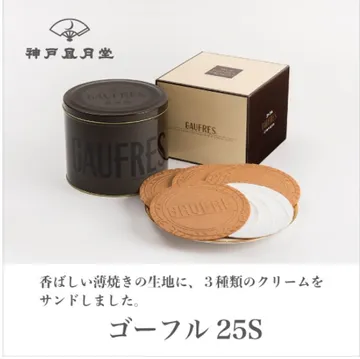 神戸風月堂
GAUFRES
GAUFRES
GAUFRE
香ばしい薄焼きの生地に、３種類のクリームを
サンドしました。
ゴーフル 25S